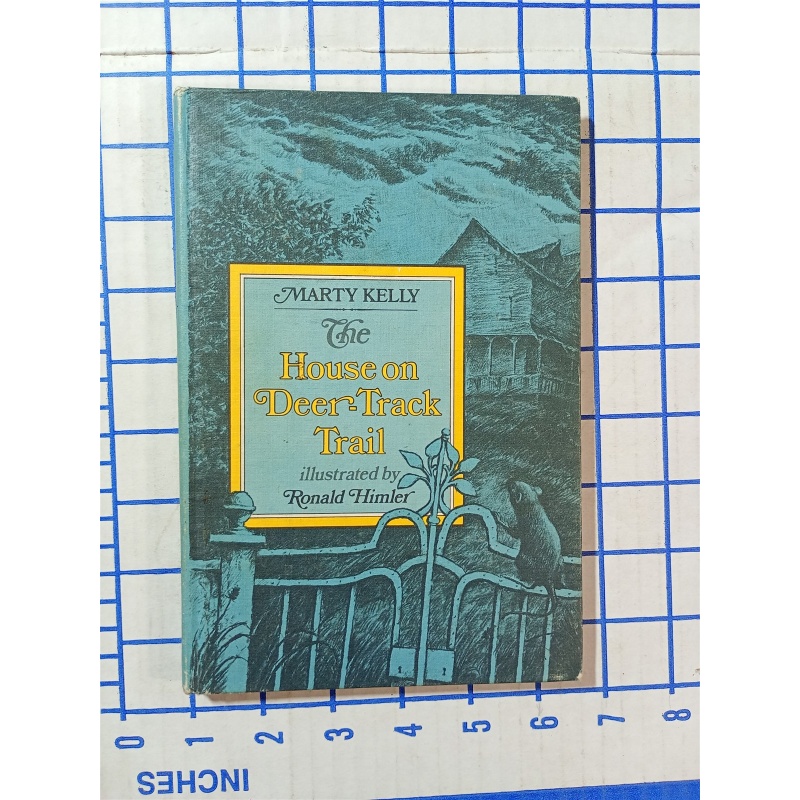 MARTY KELLY
The
House on
Deer-Track
Trail
illustrated by
Ronald Himler
0 1 2 3 4 5 6 7 8
INCHES